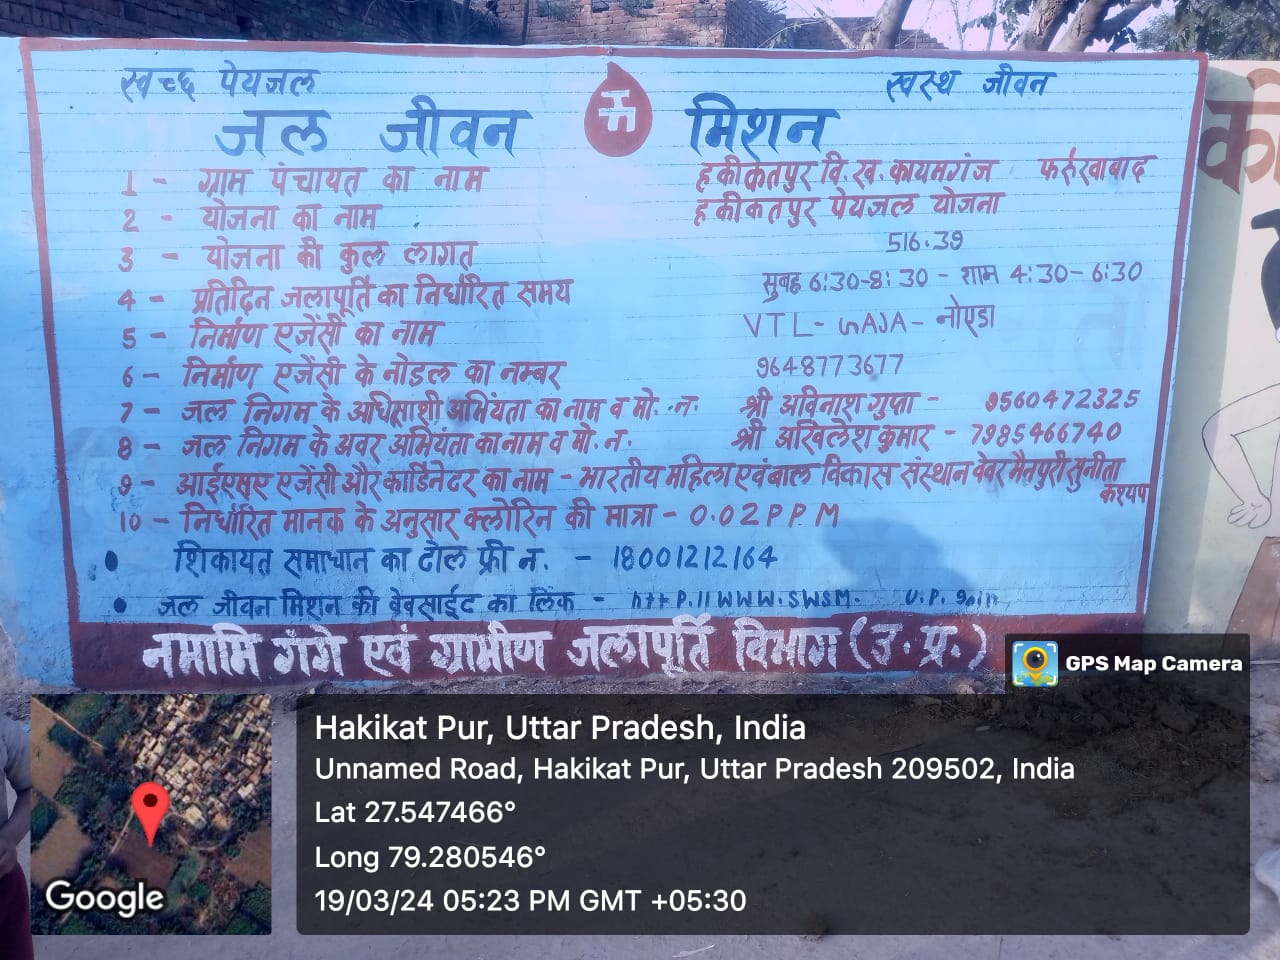 स्वच्छ पेयजल स्वस्थ जीवन
जल जीवन मिशन
1 - ग्राम पंचायत का नाम हकीकतपुर वि.ख. कायमगंज फर्रुखाबाद
2 - योजना का नाम हकीकतपुर पेयजल योजना
3 - योजना की कुल लागत 516.39
4 - प्रतिदिन जलापूर्ति का निर्धारित समय सुबह 6:30-8:30 - शाम 4:30-6:30
5 - निर्माण एजेंसी का नाम VTL- GAJA- नोएडा
6 - निर्माण एजेंसी के नोडल का नम्बर 9648773677
7 - जल निगम के अधिसाशी अभियंता का नाम व मो. न. श्री अविनाश गुप्ता - 9560472325
8 - जल निगम के अवर अभियंता का नाम व मो. न. श्री अखिलेश कुमार - 7985466740
9 - आईएसए एजेंसी और कार्डिनेटर का नाम - भारतीय महिला एवं बाल विकास संस्थान वेवर मैनपुरी सुनीता
कश्यप
10 - निर्धारित मानक के अनुसार क्लोरिन की मात्रा - 0.02 PPM
• शिकायत समाधान का टोल फ्री न. - 18001212164
• जल जीवन मिशन की वेबसाईट का लिंक - http.||WWW.SWSM. U.P. goin
नमामि गंगे एवं ग्रामीण जलापूर्ति विभाग (उ.प्र.)
को
GPS Map Camera
Google
Hakikat Pur, Uttar Pradesh, India
Unnamed Road, Hakikat Pur, Uttar Pradesh 209502, India
Lat 27.547466°
Long 79.280546°
19/03/24 05:23 PM GMT +05:30